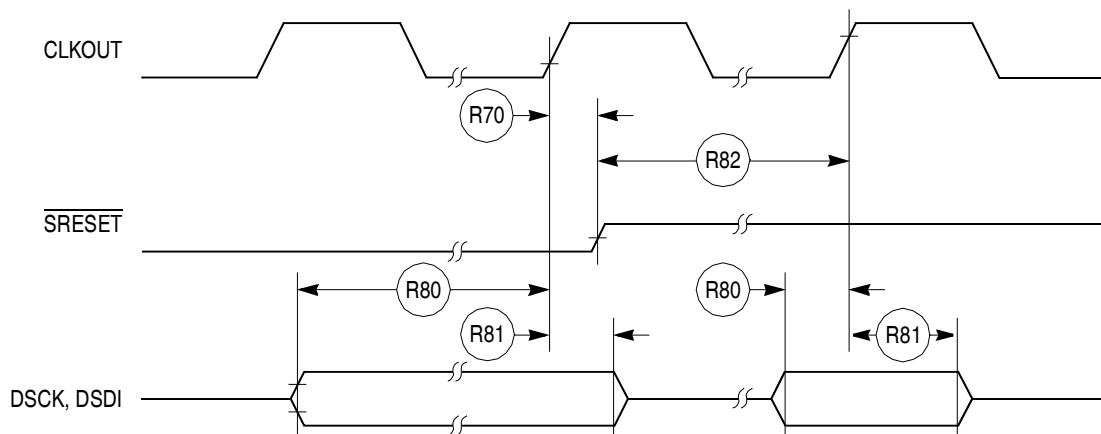 CLKOUT
R70
R82
SRESET
R80
R80
R81
R81
DSCK, DSDI